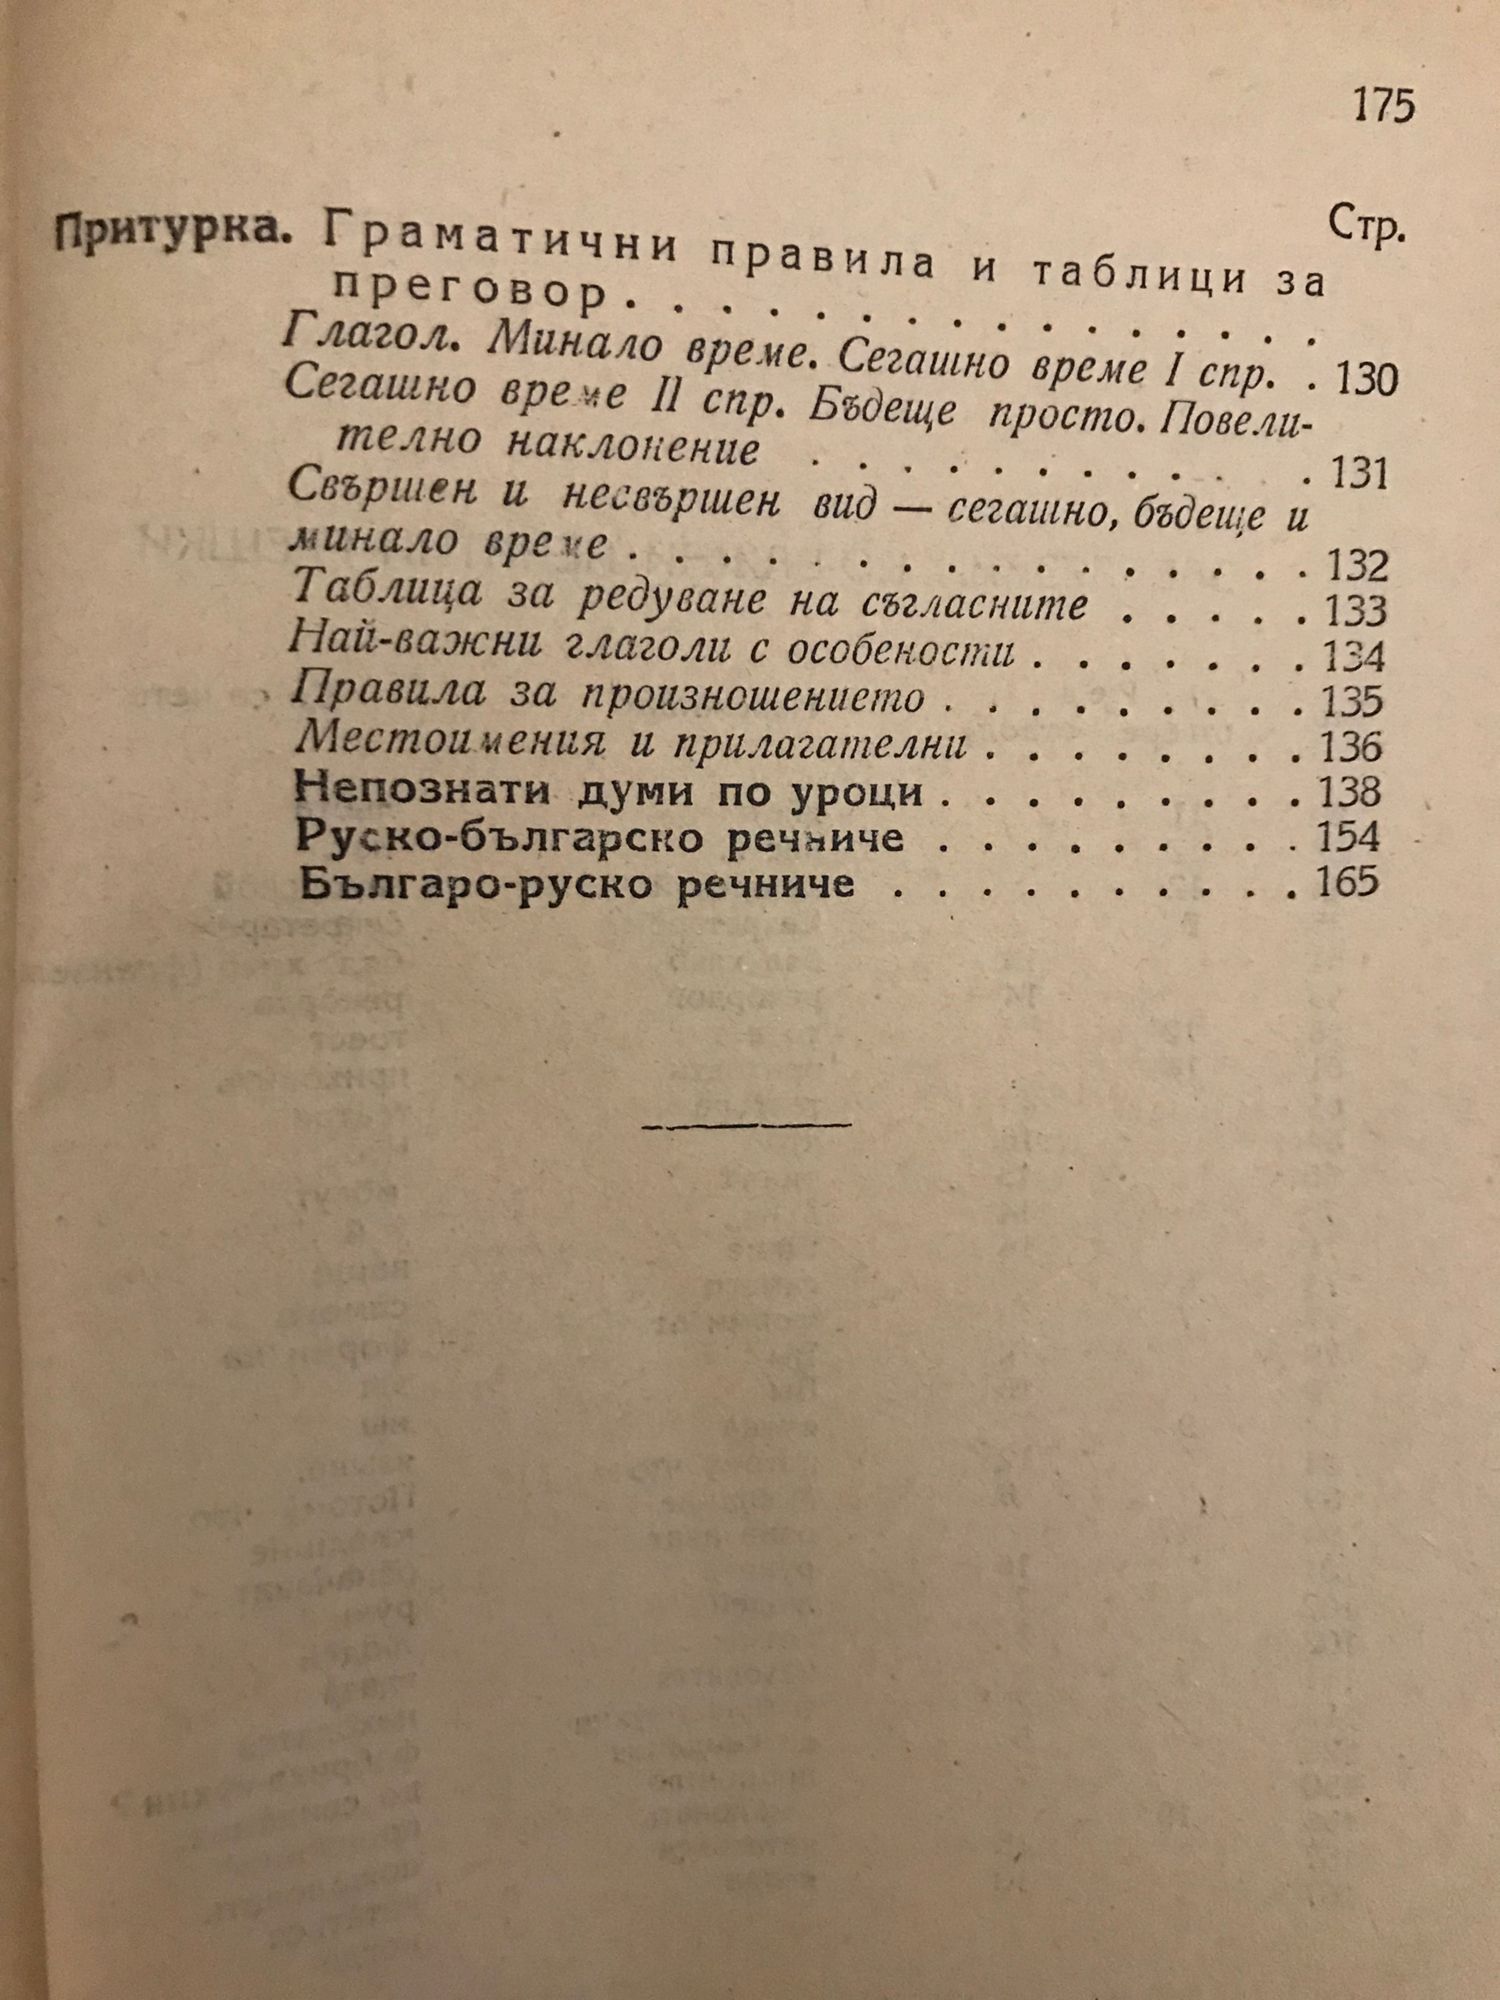 175
Стр.
Притурка. Граматични правила и таблици за
преговор . . . . . . . . . . . . . . . .
Глагол. Минало време. Сегашно време I спр. . 130
Сегашно време II спр. Бъдеще просто. Повели-
телно наклонение . . . . . . . . . . . 131
Свършен и несвършен вид — сегашно, бъдеще и
минало време . . . . . . . . . . . . . . . . 132
Таблица за редуване на съгласните . . . . . 133
Най-важни глаголи с особености . . . . . . . 134
Правила за произношението . . . . . . . . . 135
Местоимения и прилагателни . . . . . . . . 136
Непознати думи по уроци . . . . . . . . . 138
Руско-българско речниче . . . . . . . . . 154
Българо-руско речниче . . . . . . . . . . 165